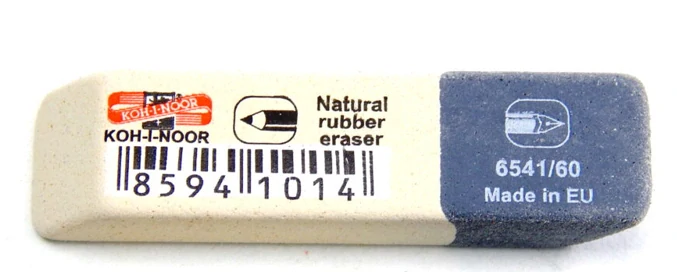 KOH-I-NOOR
KOH-I-NOOR
Natural
rubber
eraser
8594 1014
6541/60
Made in EU